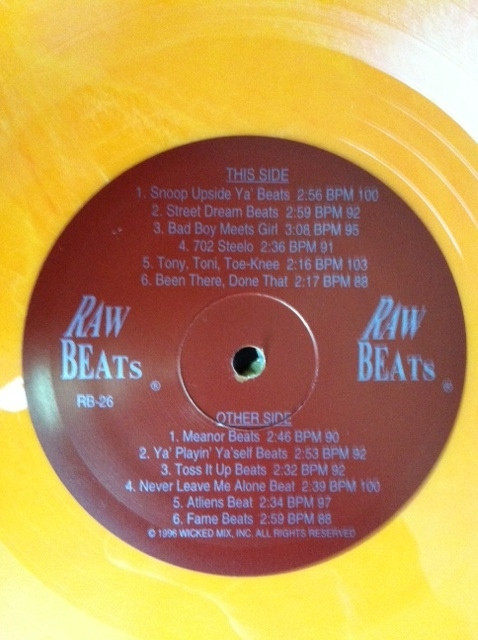 THIS SIDE
1. Snoop Upside Ya' Beats 2:56 BPM 100
2. Street Dream Beats 2:59 BPM 92
3. Bad Boy Meets Girl 3:08 BPM 95
4. 702 Steelo 2:36 BPM 91
5. Tony, Toni, Toe-Knee 2:16 BPM 103
6. Been There, Done That 2:17 BPM 88
RAW
BEATS ®
RB-26
RAW
BEATS ®
OTHER SIDE
1. Meanor Beats 2:46 BPM 90
2. Ya' Playin' Ya'self Beats 2:53 BPM 92
3. Toss It Up Beats 2:32 BPM 92
4. Never Leave Me Alone Beat 2:39 BPM 100
5. Atliens Beat 2:34 BPM 97
6. Fame Beats 2:59 BPM 88
© 1996 WICKED MIX, INC. ALL RIGHTS RESERVED